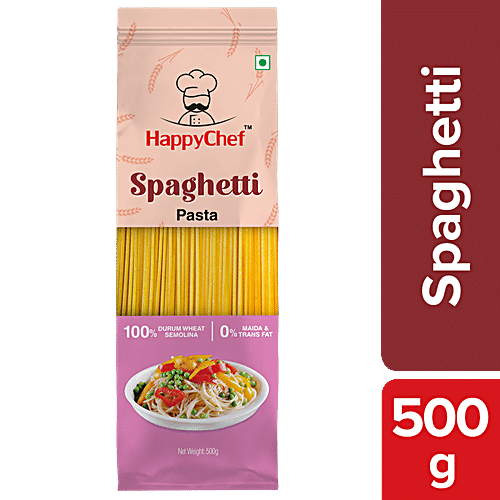 HappyChef™
Spaghetti
Pasta
100% DURUM WHEAT SEMOLINA
0% MAIDA & TRANS FAT
Net Weight: 500g
Spaghetti
500
g